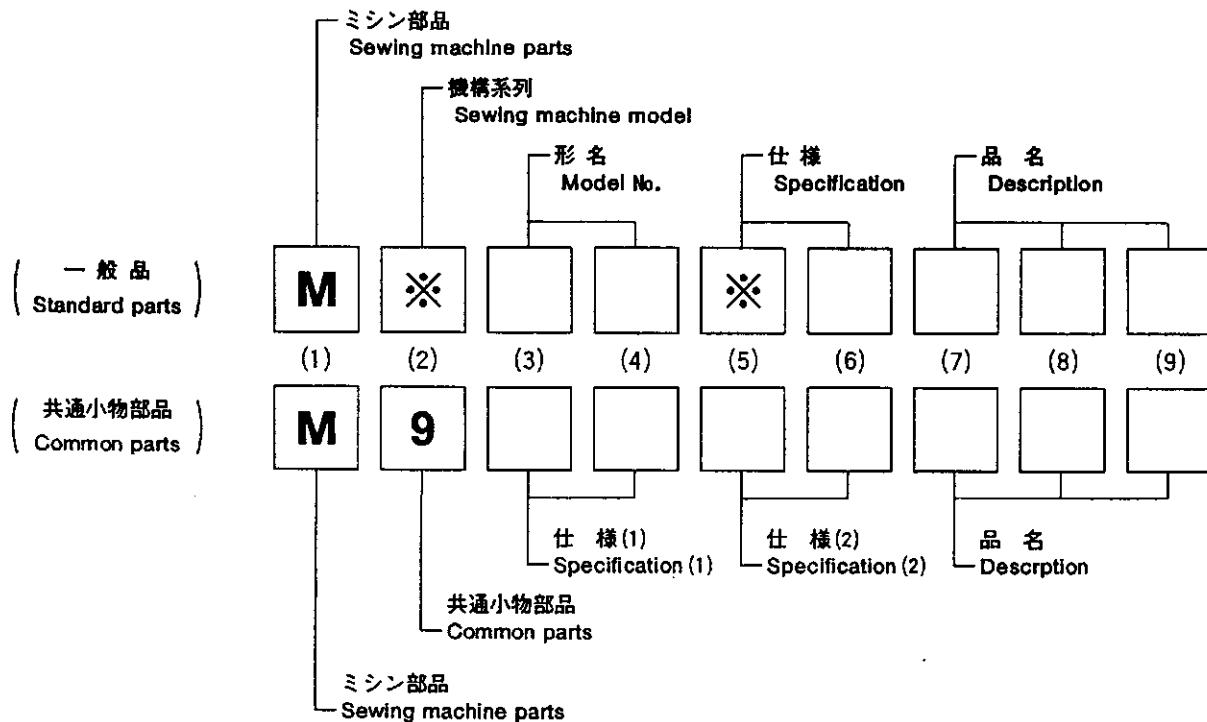 ミシン部品
Sewing machine parts
機構系列
Sewing machine model
形 名
Model No.
仕 様
Specification
品 名
Description
一 般 品
Standard parts
M ※ ※
(1) (2) (3) (4) (5) (6) (7) (8) (9)
共通小物部品
Common parts
M 9
仕 様(1)
Specification(1)
仕 様(2)
Specification(2)
品 名
Descrption
共通小物部品
Common parts
ミシン部品
Sewing machine parts